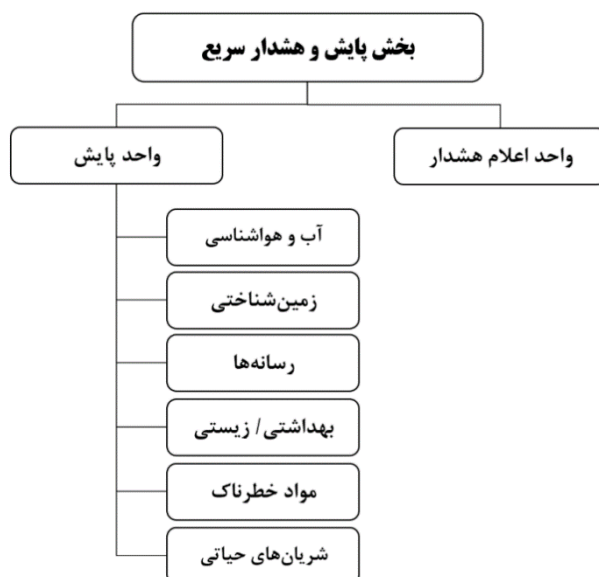 بخش پایش و هشدار سریع
واحد اعلام هشدار
واحد پایش
آب و هواشناسی
زمین‌شناختی
رسانه‌ها
بهداشتی/ زیستی
مواد خطرناک
شریان‌های حیاتی